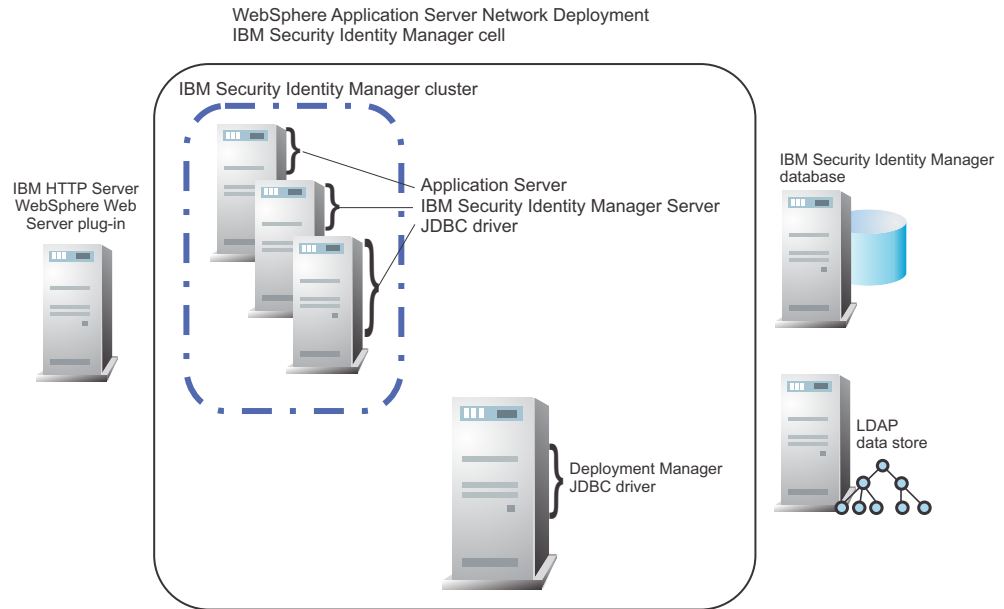 WebSphere Application Server Network Deployment
IBM Security Identity Manager cell
IBM Security Identity Manager cluster
IBM HTTP Server
WebSphere Web
Server plug-in
Application Server
IBM Security Identity Manager Server
JDBC driver
IBM Security Identity Manager
database
Deployment Manager
JDBC driver
LDAP
data store